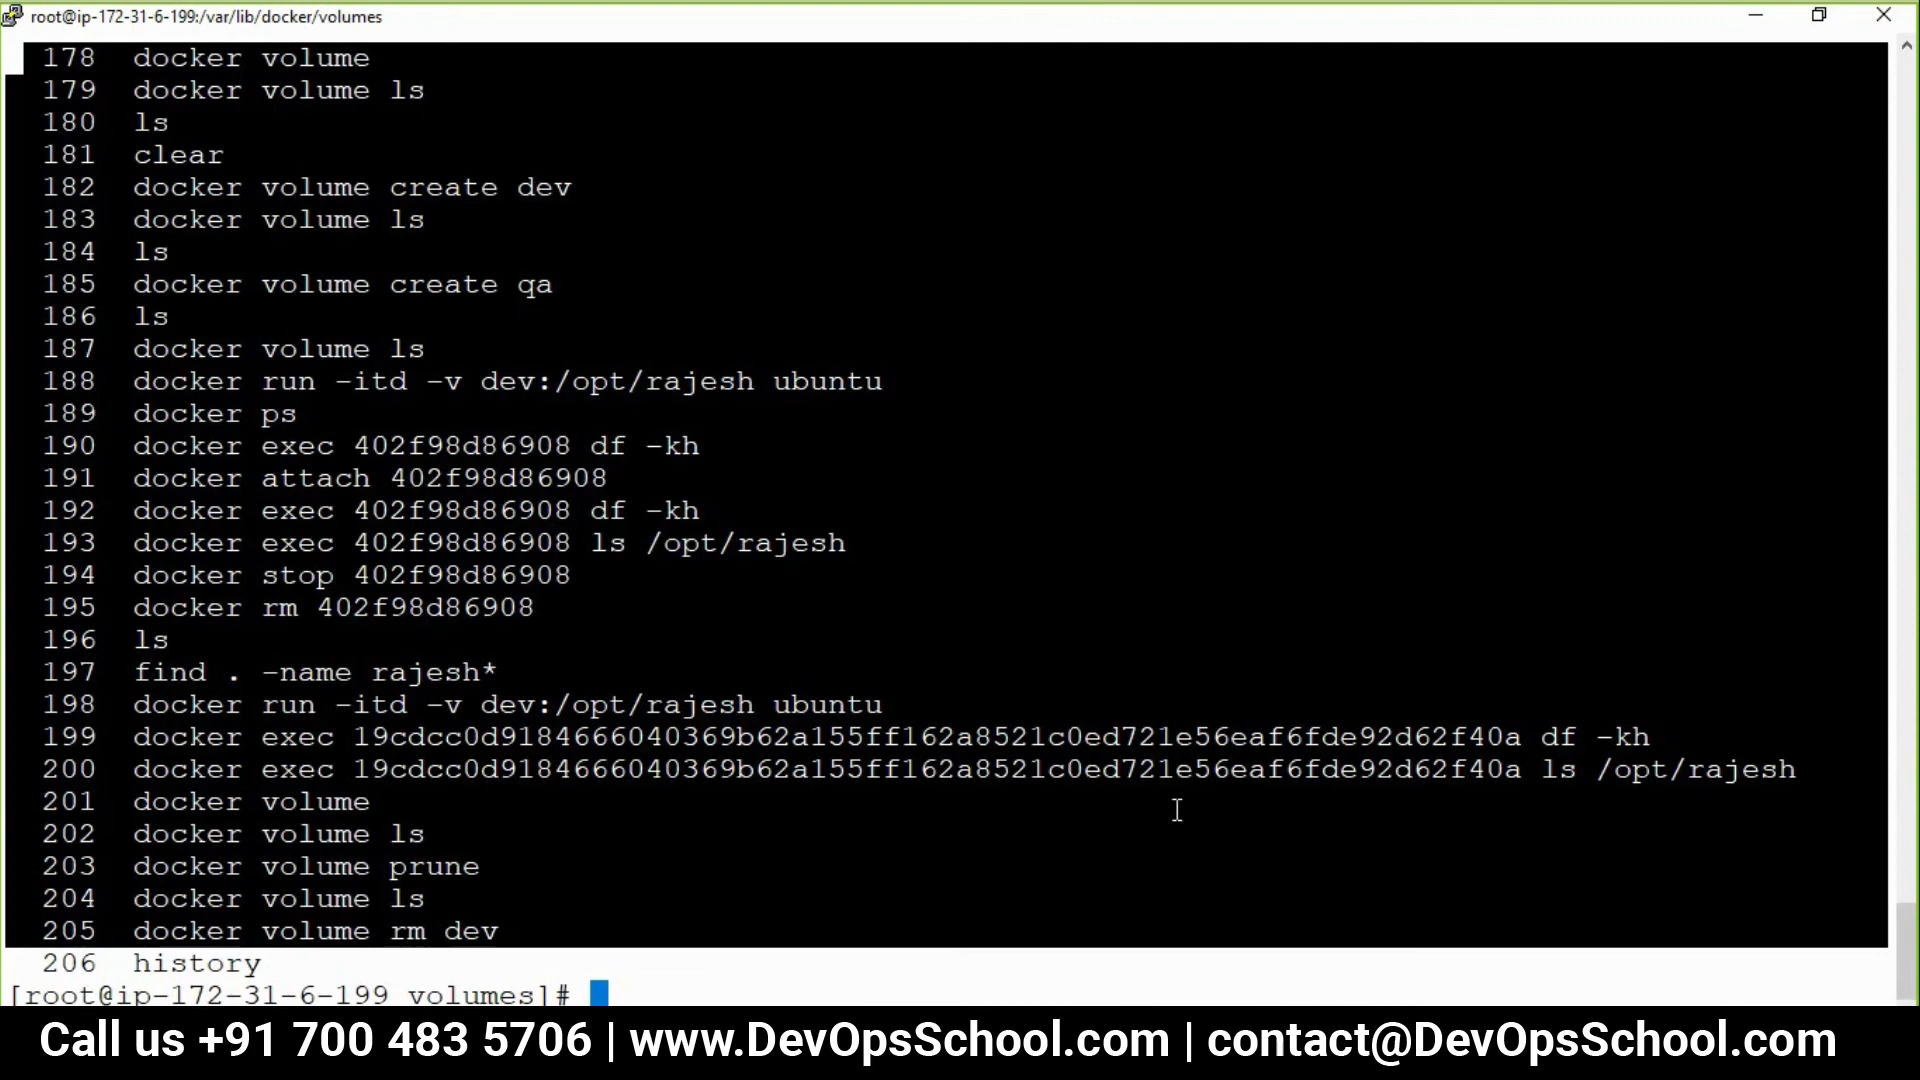 root@ip-172-31-6-199:/var/lib/docker/volumes
178 docker volume
179 docker volume ls
180 ls
181 clear
182 docker volume create dev
183 docker volume ls
184 ls
185 docker volume create qa
186 ls
187 docker volume ls
188 docker run -itd -v dev:/opt/rajesh ubuntu
189 docker ps
190 docker exec 402f98d86908 df -kh
191 docker attach 402f98d86908
192 docker exec 402f98d86908 df -kh
193 docker exec 402f98d86908 ls /opt/rajesh
194 docker stop 402f98d86908
195 docker rm 402f98d86908
196 ls
197 find . -name rajesh*
198 docker run -itd -v dev:/opt/rajesh ubuntu
199 docker exec 19cdcc0d9184666040369b62a155ff162a8521c0ed721e56eaf6fde92d62f40a df -kh
200 docker exec 19cdcc0d9184666040369b62a155ff162a8521c0ed721e56eaf6fde92d62f40a ls /opt/rajesh
201 docker volume
202 docker volume ls
203 docker volume prune
204 docker volume ls
205 docker volume rm dev
206 history
[root@ip-172-31-6-199 volumes]#
Call us +91 700 483 5706 | www.DevOpsSchool.com | contact@DevOpsSchool.com